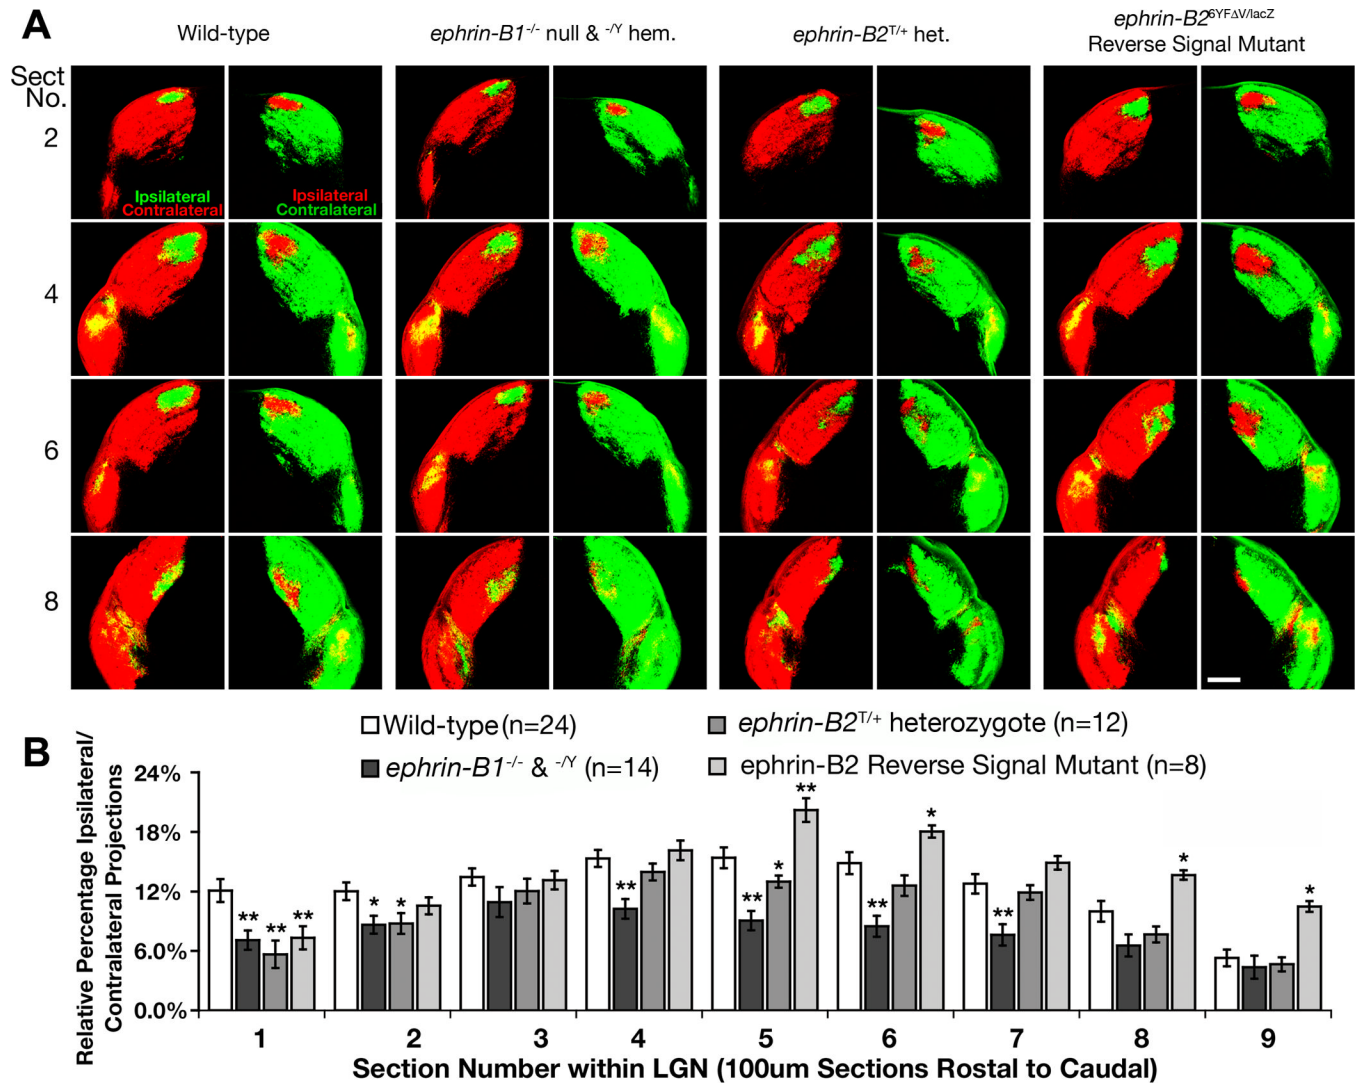 A
Wild-type
ephrin-B1-/- null & -/Y hem.
ephrin-B2T/+ het.
ephrin-B26YFΔV/lacZ
Reverse Signal Mutant
Sect
No.
2
Ipsilateral
Contralateral
Ipsilateral
Contralateral
4
6
8
B
Wild-type (n=24)
ephrin-B2T/+ heterozygote (n=12)
ephrin-B1-/- & -/Y (n=14)
ephrin-B2 Reverse Signal Mutant (n=8)
Relative Percentage Ipsilateral/
Contralateral Projections
24%
18%
12%
6.0%
0.0%
** ** **
* *
**
** * **
** *
**
*
*
1 2 3 4 5 6 7 8 9
Section Number within LGN (100um Sections Rostal to Caudal)